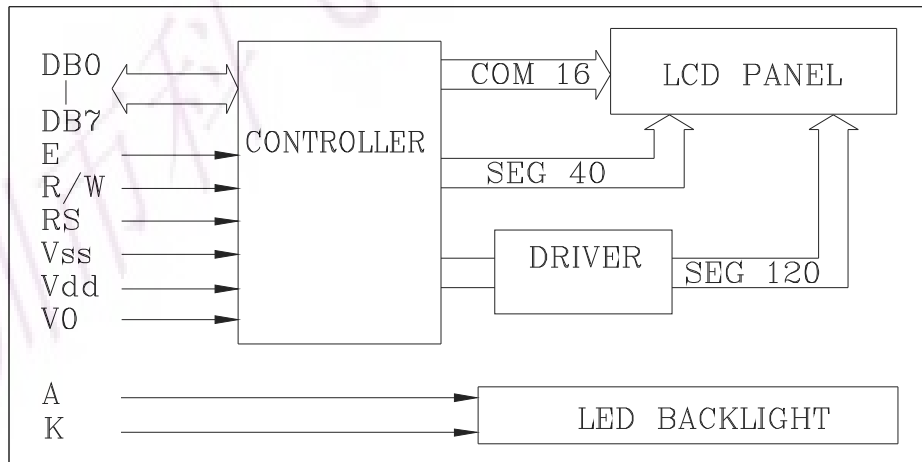 DB0
|
DB7
E
R/W
RS
Vss
Vdd
V0
A
K
CONTROLLER
COM 16
SEG 40
DRIVER
SEG 120
LCD PANEL
LED BACKLIGHT